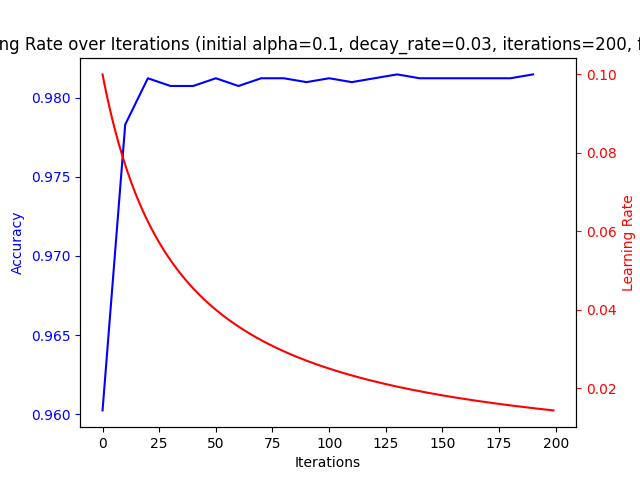 ng Rate over Iterations (initial alpha=0.1, decay_rate=0.03, iterations=200, f
0.980
0.975
0.970
0.965
0.960
Accuracy
0.10
0.08
0.06
0.04
0.02
Learning Rate
0 25 50 75 100 125 150 175 200
Iterations